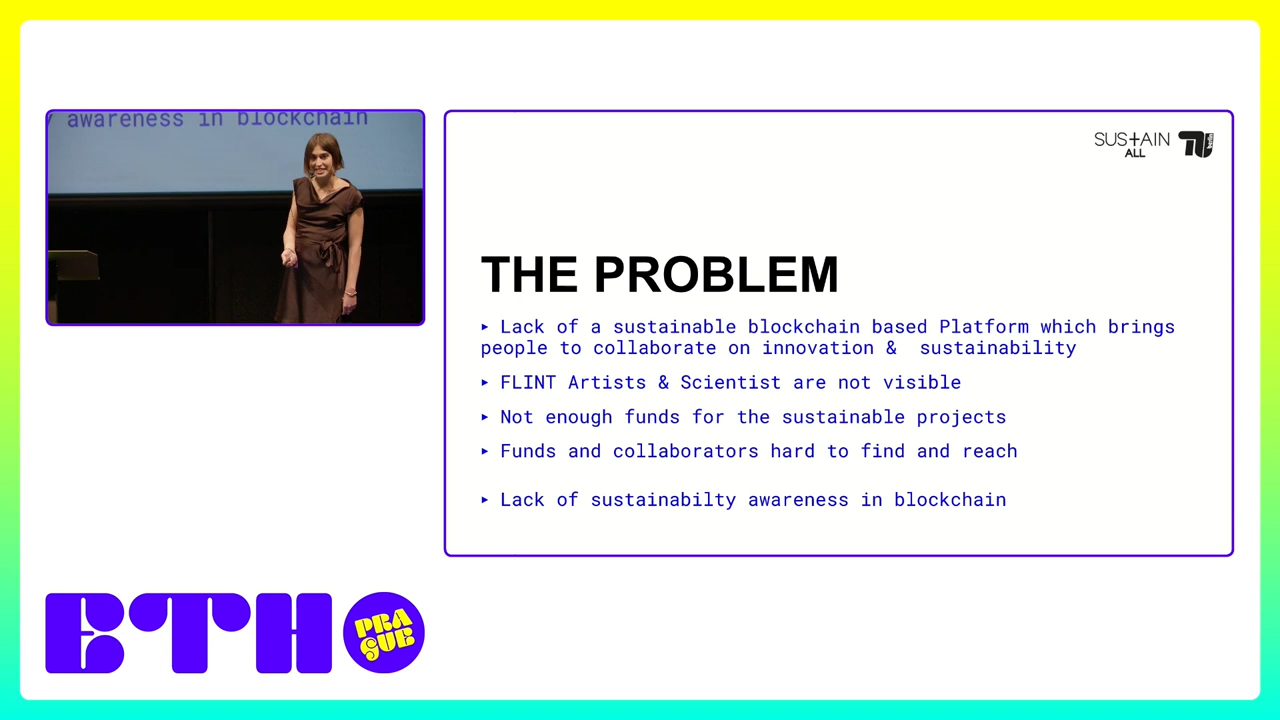 awareness in blockchain
SUSTAIN
ALL
TU
berlin
THE PROBLEM
‣ Lack of a sustainable blockchain based Platform which brings
people to collaborate on innovation & sustainability
‣ FLINT Artists & Scientist are not visible
‣ Not enough funds for the sustainable projects
‣ Funds and collaborators hard to find and reach
‣ Lack of sustainabilty awareness in blockchain
ETH
PRA
GUE